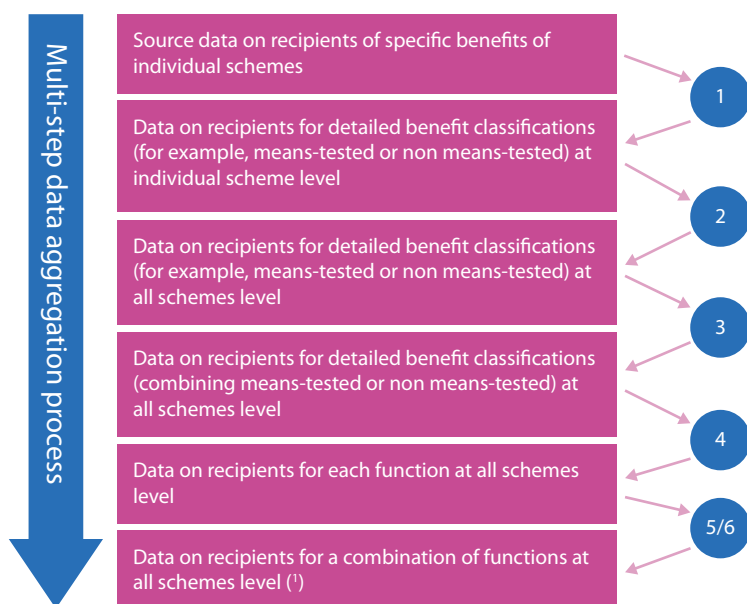 Multi-step data aggregation process
Source data on recipients of specific benefits of
individual schemes
1
Data on recipients for detailed benefit classifications
(for example, means-tested or non means-tested) at
individual scheme level
2
Data on recipients for detailed benefit classifications
(for example, means-tested or non means-tested) at
all schemes level
3
Data on recipients for detailed benefit classifications
(combining means-tested or non means-tested) at
all schemes level
4
Data on recipients for each function at all schemes
level
5/6
Data on recipients for a combination of functions at
all schemes level (¹)